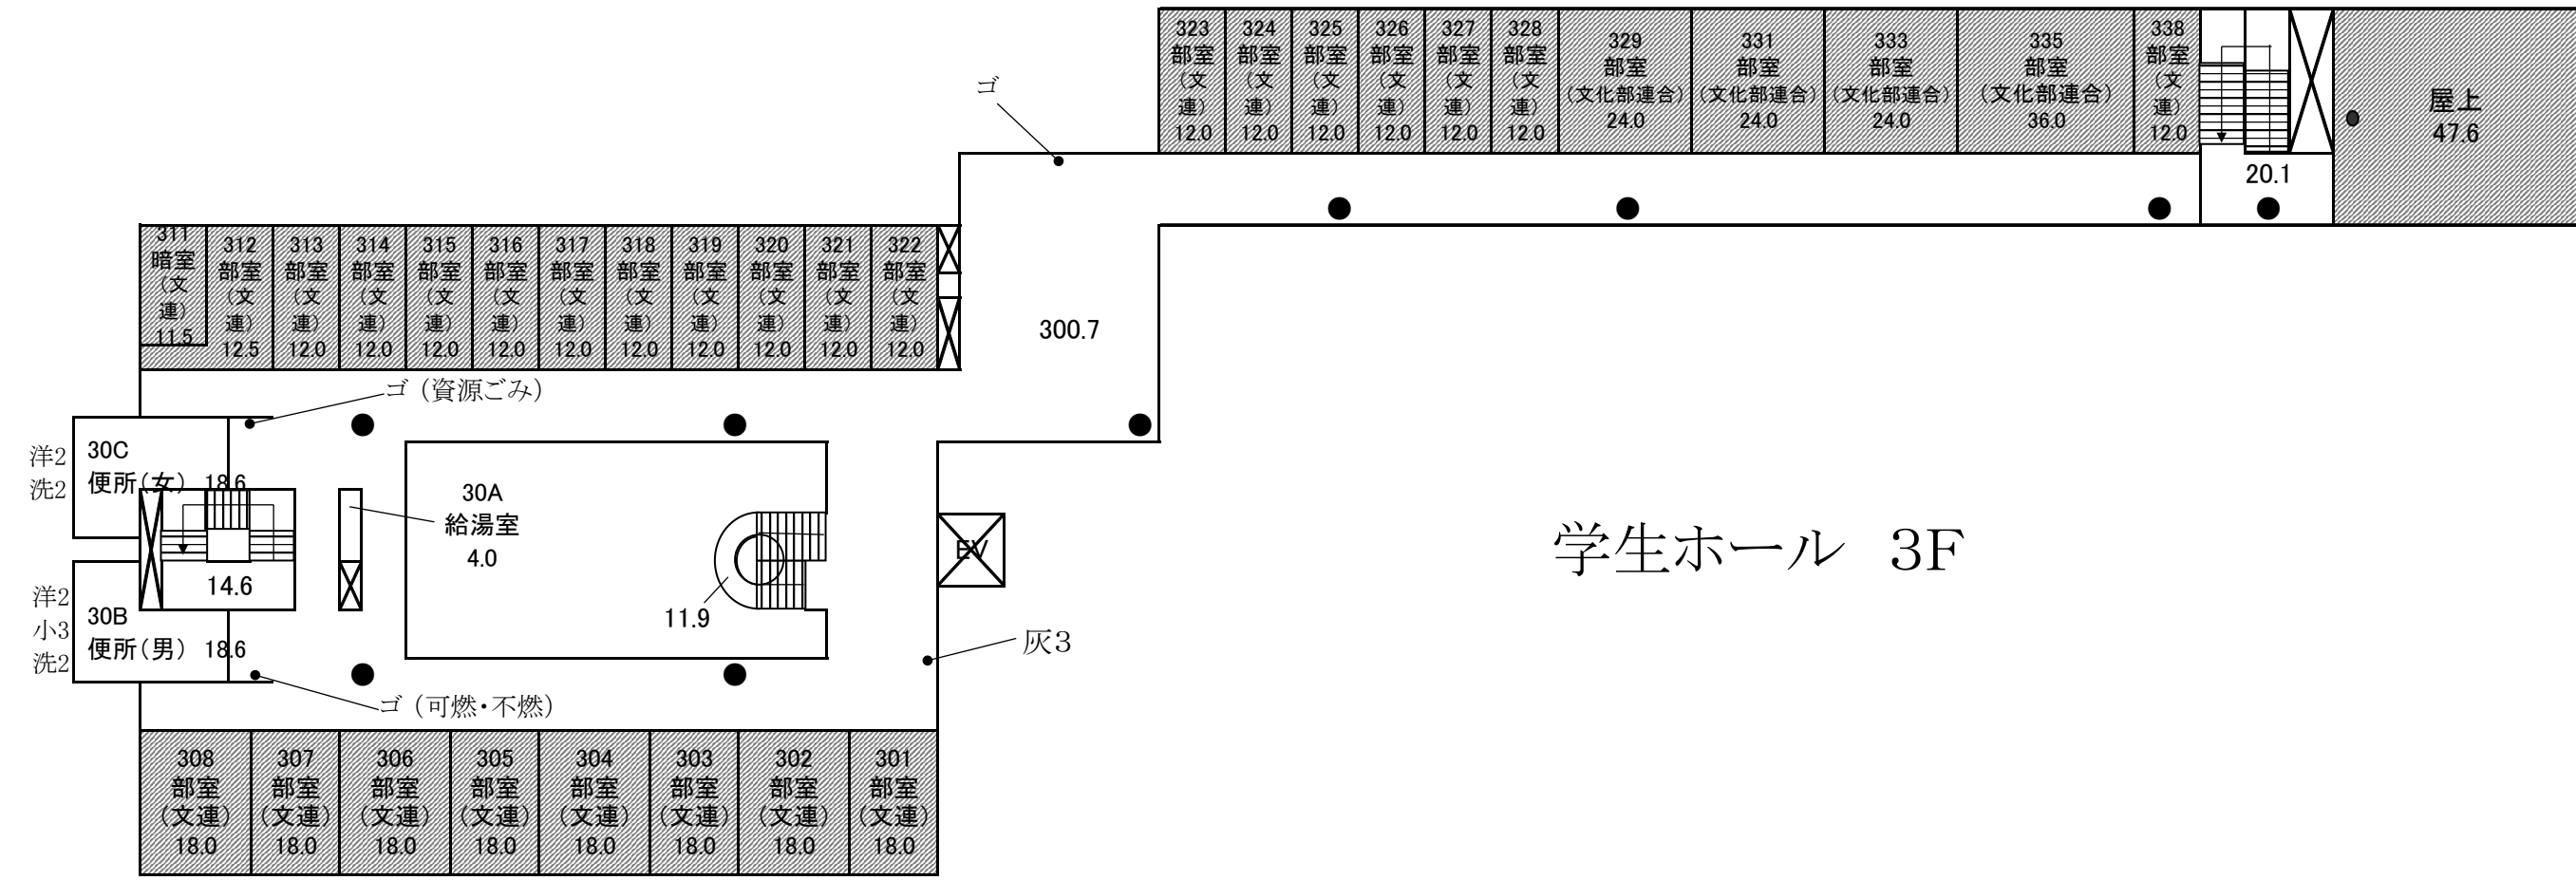 323
部室
（文
連）
12.0
324
部室
（文
連）
12.0
325
部室
（文
連）
12.0
326
部室
（文
連）
12.0
327
部室
（文
連）
12.0
328
部室
（文
連）
12.0
329
部室
（文化部連合）
24.0
331
部室
（文化部連合）
24.0
333
部室
（文化部連合）
24.0
335
部室
（文化部連合）
36.0
338
部室
（文
連）
12.0
屋上
47.6
20.1
ゴ
311
暗室
（文
連）
11.5
312
部室
（文
連）
12.5
313
部室
（文
連）
12.0
314
部室
（文
連）
12.0
315
部室
（文
連）
12.0
316
部室
（文
連）
12.0
317
部室
（文
連）
12.0
318
部室
（文
連）
12.0
319
部室
（文
連）
12.0
320
部室
（文
連）
12.0
321
部室
（文
連）
12.0
322
部室
（文
連）
12.0
300.7
ゴ（資源ごみ）
洋2
洗2
30C
便所（女） 18.6
30A
給湯室
4.0
EV
学生ホール 3F
14.6
11.9
洋2
小3
洗2
30B
便所（男） 18.6
灰3
ゴ（可燃・不燃）
308
部室
（文連）
18.0
307
部室
（文連）
18.0
306
部室
（文連）
18.0
305
部室
（文連）
18.0
304
部室
（文連）
18.0
303
部室
（文連）
18.0
302
部室
（文連）
18.0
301
部室
（文連）
18.0